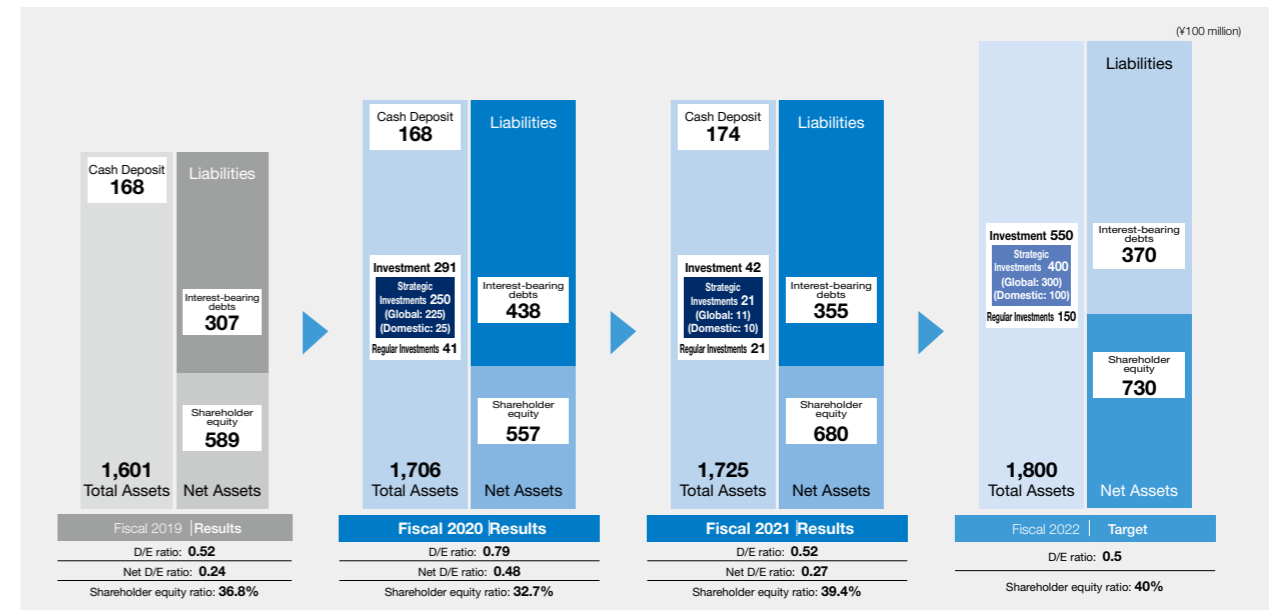 (¥100 million)
Cash Deposit
168
Liabilities
Interest-bearing
debts
307
Shareholder
equity
589
1,601
Total Assets
Net Assets
Fiscal 2019 | Results
D/E ratio: 0.52
Net D/E ratio: 0.24
Shareholder equity ratio: 36.8%
Cash Deposit
168
Liabilities
Investment 291
Strategic
Investments 250
(Global: 225)
(Domestic: 25)
Regular Investments 41
Interest-bearing
debts
438
Shareholder
equity
557
1,706
Total Assets
Net Assets
Fiscal 2020 | Results
D/E ratio: 0.79
Net D/E ratio: 0.48
Shareholder equity ratio: 32.7%
Cash Deposit
174
Liabilities
Investment 42
Strategic
Investments 21
(Global: 11)
(Domestic: 10)
Regular Investments 21
Interest-bearing
debts
355
Shareholder
equity
680
1,725
Total Assets
Net Assets
Fiscal 2021 | Results
D/E ratio: 0.52
Net D/E ratio: 0.27
Shareholder equity ratio: 39.4%
Liabilities
Investment 550
Strategic
Investments 400
(Global: 300)
(Domestic: 100)
Regular Investments 150
Interest-bearing
debts
370
Shareholder
equity
730
1,800
Total Assets
Net Assets
Fiscal 2022 | Target
D/E ratio: 0.5
Shareholder equity ratio: 40%